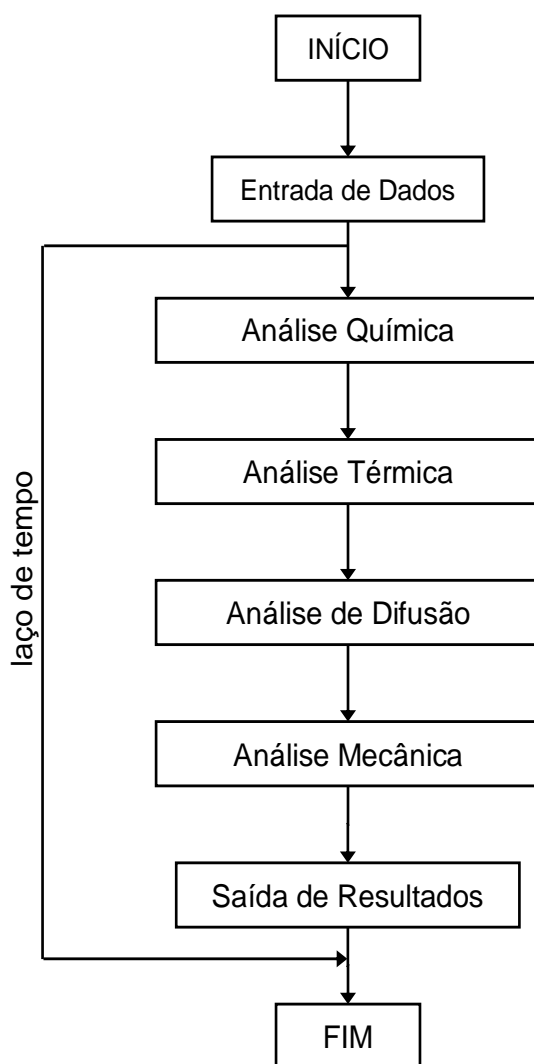 INÍCIO
Entrada de Dados
Análise Química
Análise Térmica
laço de tempo
Análise de Difusão
Análise Mecânica
Saída de Resultados
FIM